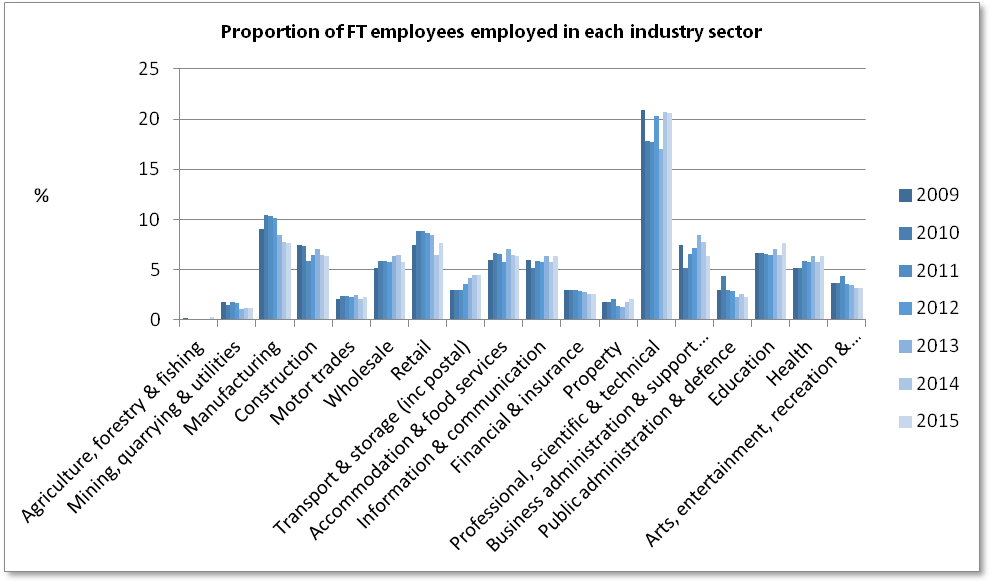 Proportion of FT employees employed in each industry sector
25
20
15
10
5
0
%
Agriculture, forestry & fishing
Mining, quarrying & utilities
Manufacturing
Construction
Motor trades
Wholesale
Retail
Transport & storage (inc postal)
Accommodation & food services
Information & communication
Financial & insurance
Property
Professional, scientific & technical
Business administration & support...
Public administration & defence
Education
Health
Arts, entertainment, recreation &...
2009
2010
2011
2012
2013
2014
2015